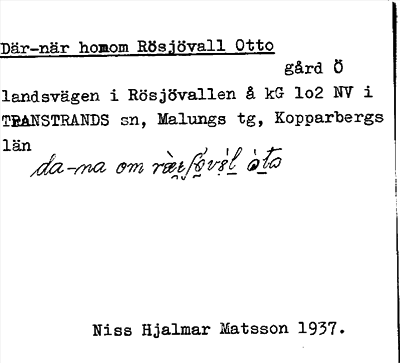 Där-när homom Rösjövall Otto
gård Ö
landsvägen i Rösjövallen å kG 1o2 NV i
TRANSTRANDS sn, Malungs tg, Kopparbergs
län
da-na om
Niss Hjalmar Matsson 1937.